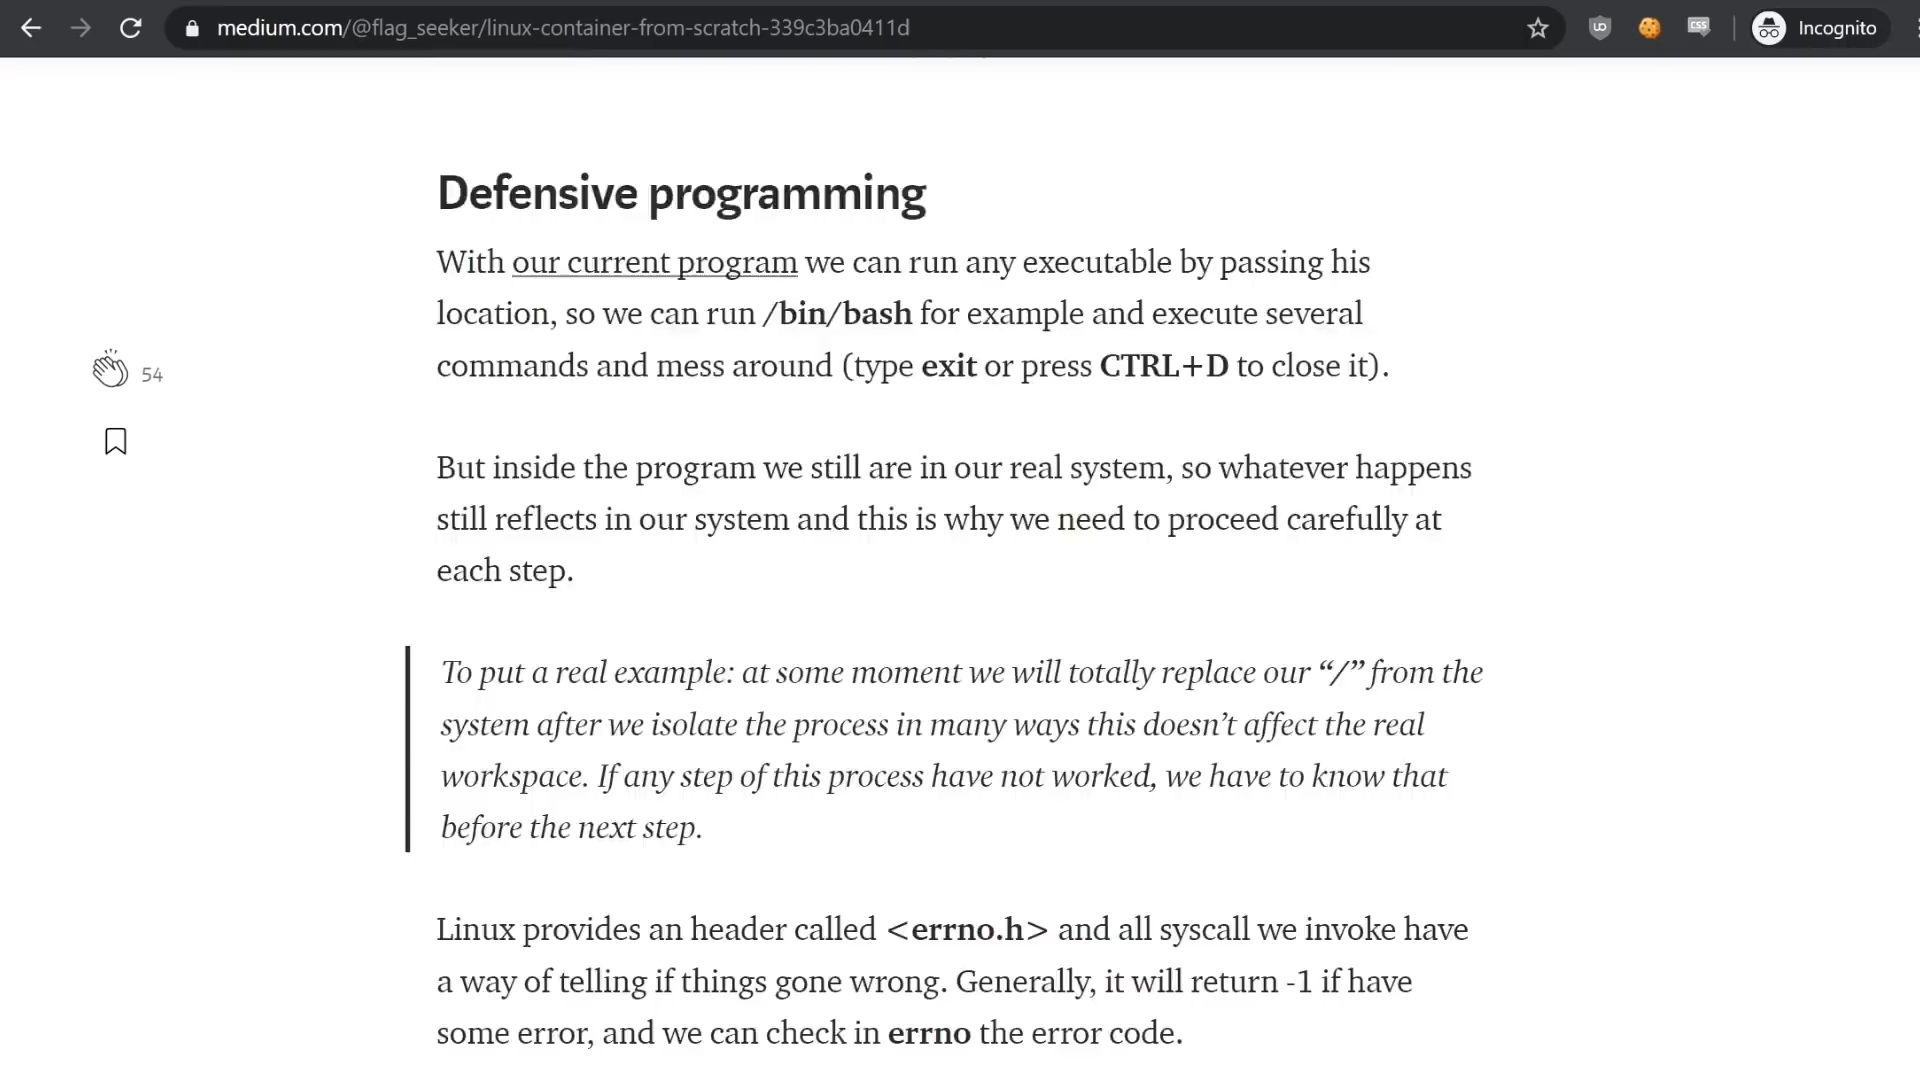 medium.com/@flag_seeker/linux-container-from-scratch-339c3ba0411d
CSS
Incognito
Defensive programming
With our current program we can run any executable by passing his
location, so we can run /bin/bash for example and execute several
commands and mess around (type exit or press CTRL+D to close it).
54
But inside the program we still are in our real system, so whatever happens
still reflects in our system and this is why we need to proceed carefully at
each step.
To put a real example: at some moment we will totally replace our “/” from the
system after we isolate the process in many ways this doesn’t affect the real
workspace. If any step of this process have not worked, we have to know that
before the next step.
Linux provides an header called <errno.h> and all syscall we invoke have
a way of telling if things gone wrong. Generally, it will return -1 if have
some error, and we can check in errno the error code.